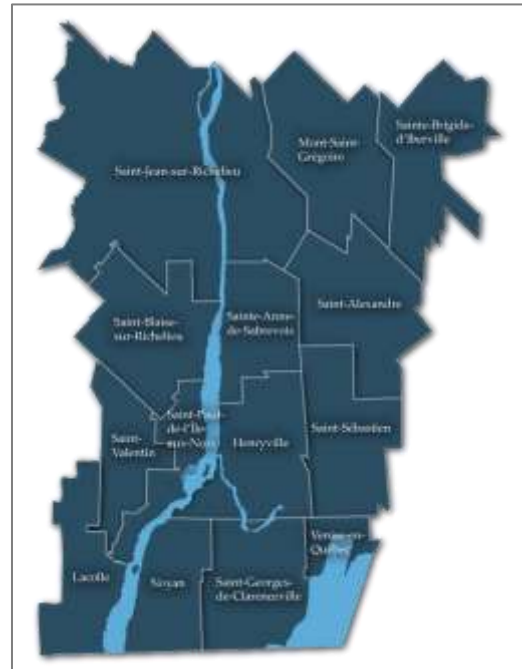 Sainte-Brigide-
d'Iberville
Mont-Saint-
Grégoire
Saint-Jean-sur-Richelieu
Saint-Alexandre
Sainte-Anne-
de-Sabrevois
Saint-Blaise-
sur-Richelieu
Saint-Paul-
de-l'Île-
aux-Noix
Henryville
Saint-Sébastien
Saint-
Valentin
Venise-en-
Québec
Lacolle
Noyan
Saint-Georges-
de-Clarenceville